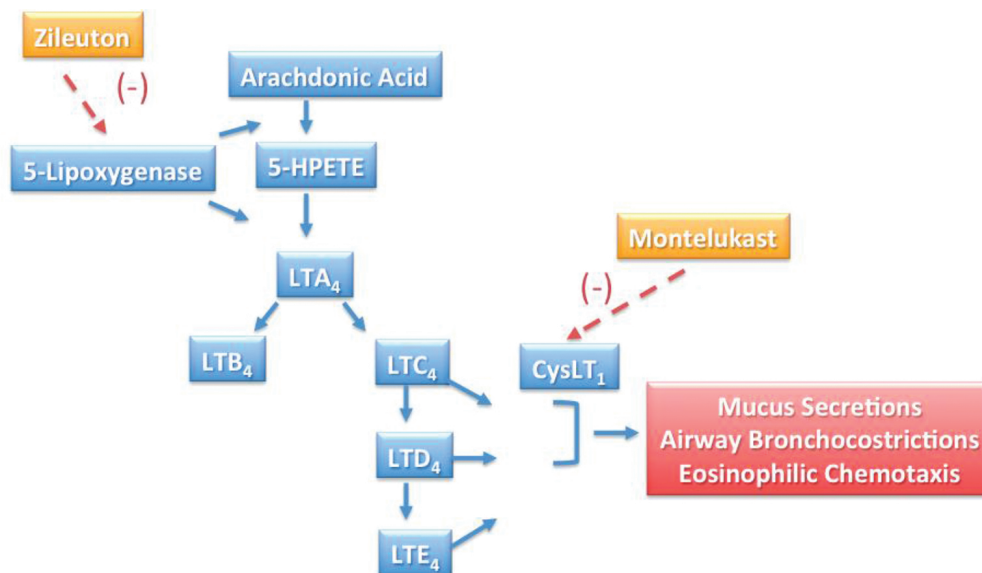 Zileuton
(-)
Arachdonic Acid
5-Lipoxygenase
5-HPETE
Montelukast
LTA₄
(-)
LTB₄
LTC₄
CysLT₁
Mucus Secretions
Airway Bronchocostrictions
Eosinophilic Chemotaxis
LTD₄
LTE₄